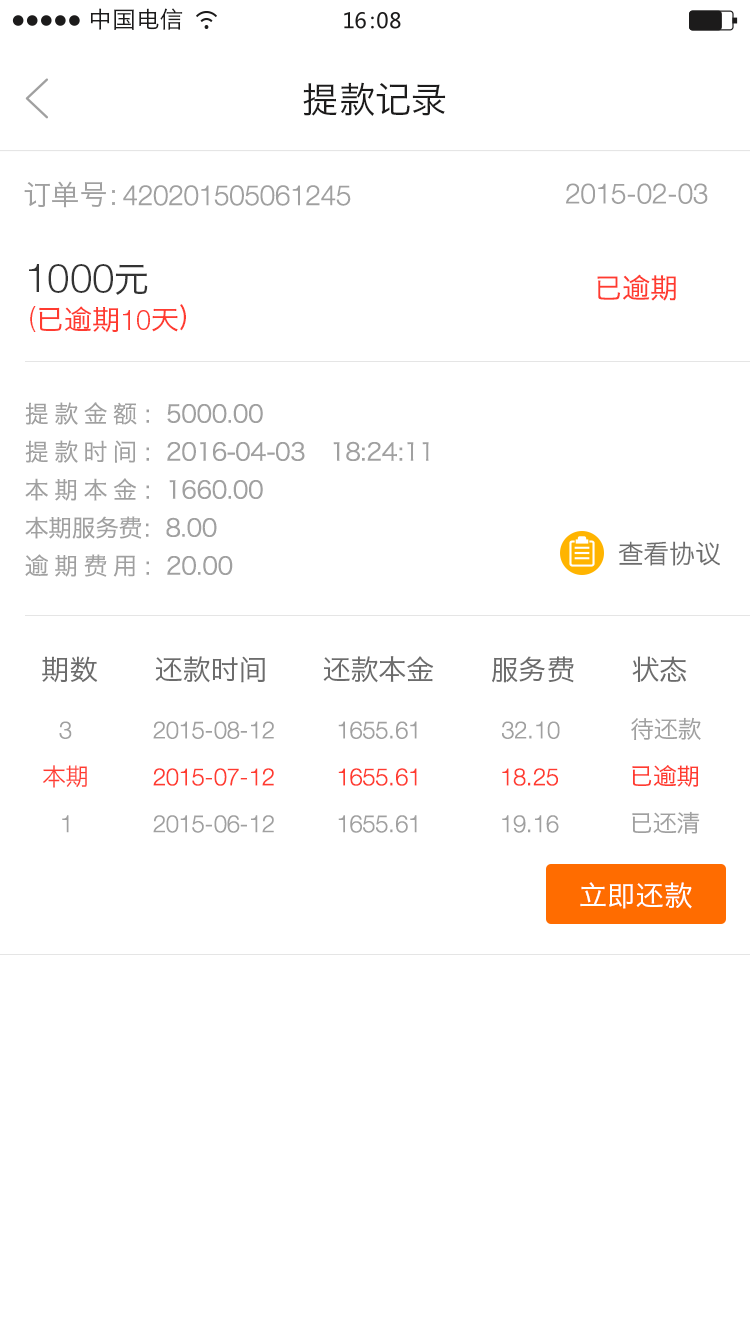 中国电信 16:08
提款记录
订单号:420201505061245 2015-02-03
1000元
(已逾期10天) 已逾期
提款金额：5000.00
提款时间：2016-04-03 18:24:11
本期本金：1660.00
本期服务费：8.00
逾期费用：20.00
查看协议
期数 还款时间 还款本金 服务费 状态
3 2015-08-12 1655.61 32.10 待还款
本期 2015-07-12 1655.61 18.25 已逾期
1 2015-06-12 1655.61 19.16 已还清
立即还款